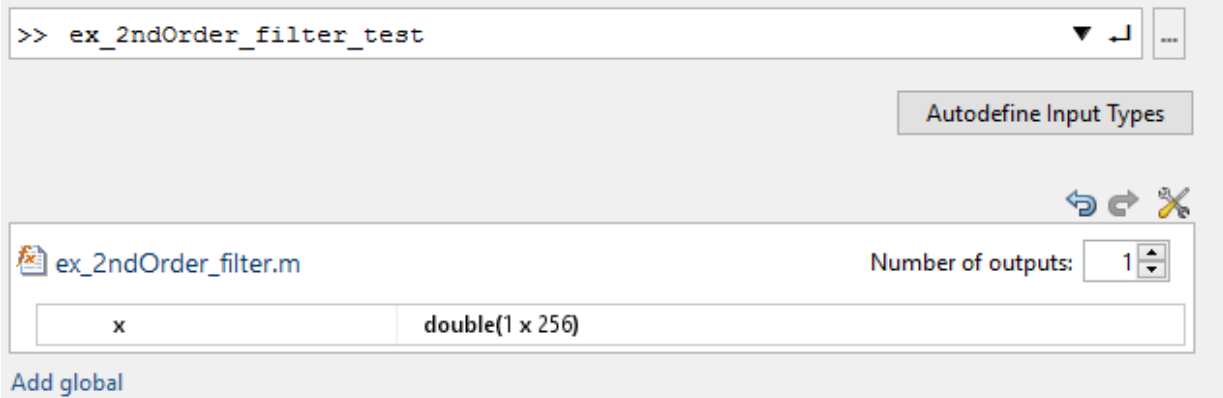 >> ex_2ndOrder_filter_test
...
Autodefine Input Types
ex_2ndOrder_filter.m Number of outputs: 1
x double(1 x 256)
Add global